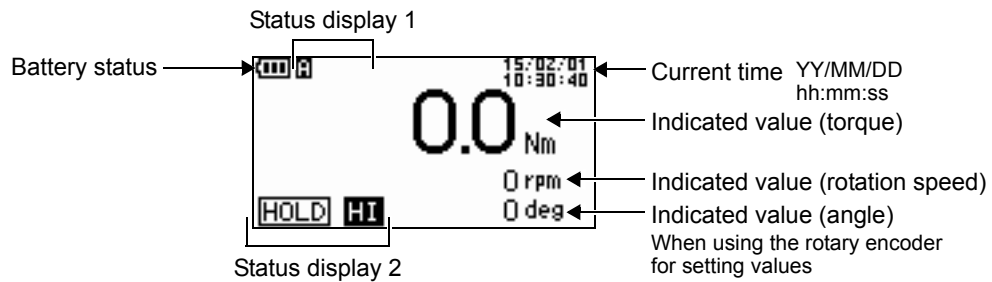 Status display 1
Battery status
A
15/02/01
10:30:40
Current time YY/MM/DD
hh:mm:ss
0.0 Nm
Indicated value (torque)
0 rpm
Indicated value (rotation speed)
HOLD HI
0 deg
Indicated value (angle)
When using the rotary encoder
for setting values
Status display 2